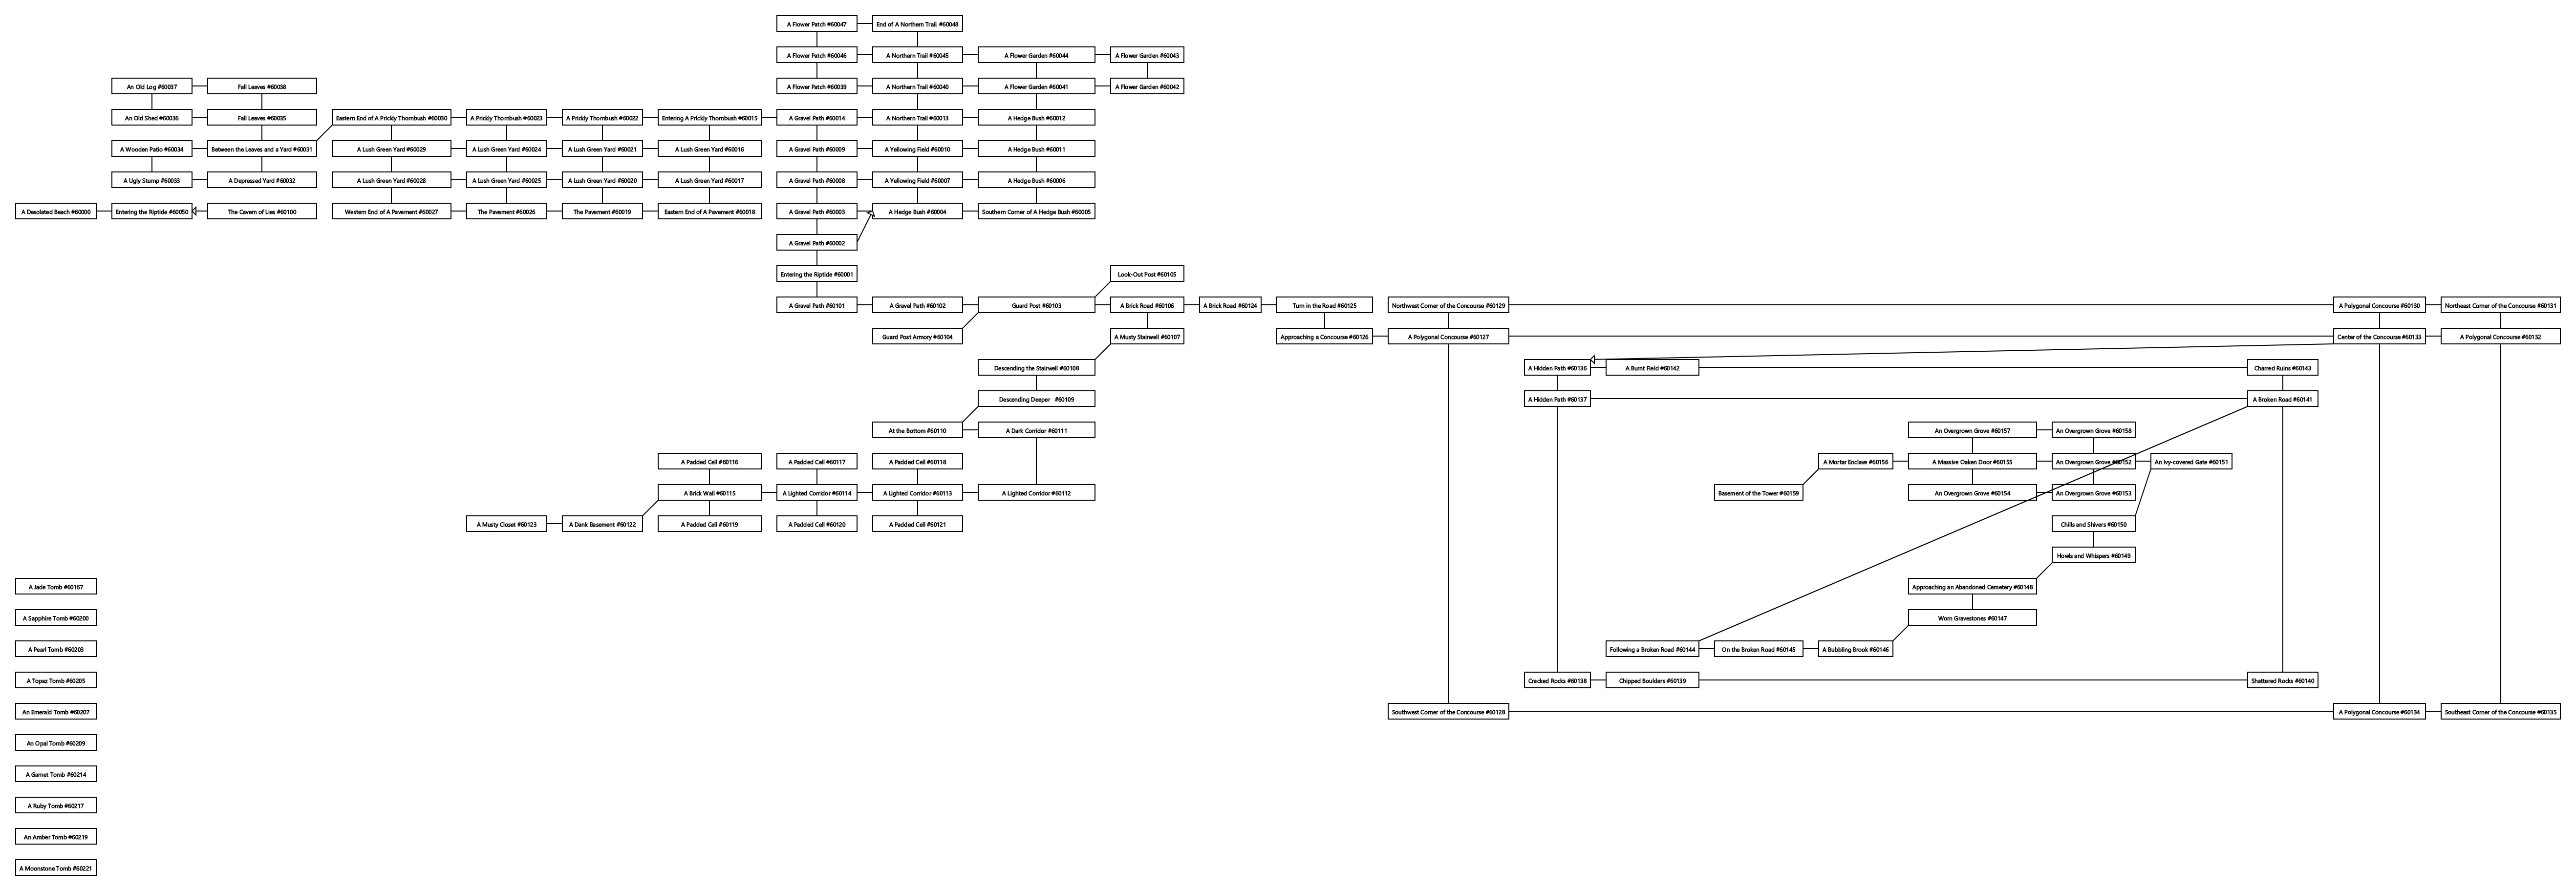 A Flower Patch #60047
End of A Northern Trail. #60048
A Flower Patch #60046
A Northern Trail #60045
A Flower Garden #60044
A Flower Garden #60043
An Old Log #60037
Fall Leaves #60038
A Flower Patch #60039
A Northern Trail #60040
A Flower Garden #60041
A Flower Garden #60042
An Old Shed #60036
Fall Leaves #60035
Eastern End of A Prickly Thornbush #60030
A Prickly Thornbush #60023
A Prickly Thornbush #60022
Entering A Prickly Thornbush #60015
A Gravel Path #60014
A Northern Trail #60013
A Hedge Bush #60012
A Wooden Patio #60034
Between the Leaves and a Yard #60031
A Lush Green Yard #60029
A Lush Green Yard #60024
A Lush Green Yard #60021
A Lush Green Yard #60016
A Gravel Path #60009
A Yellowing Field #60010
A Hedge Bush #60011
A Ugly Stump #60033
A Depressed Yard #60032
A Lush Green Yard #60028
A Lush Green Yard #60025
A Lush Green Yard #60020
A Lush Green Yard #60017
A Gravel Path #60008
A Yellowing Field #60007
A Hedge Bush #60006
A Desolated Beach #60000
Entering the Riptide #60050
The Cavern of Lies #60100
Western End of A Pavement #60027
The Pavement #60026
The Pavement #60019
Eastern End of A Pavement #60018
A Gravel Path #60003
A Hedge Bush #60004
Southern Corner of A Hedge Bush #60005
A Gravel Path #60002
Entering the Riptide #60001
Look-Out Post #60105
A Gravel Path #60101
A Gravel Path #60102
Guard Post #60103
A Brick Road #60106
A Brick Road #60124
Turn in the Road #60125
Northwest Corner of the Concourse #60129
A Polygonal Concourse #60130
Northeast Corner of the Concourse #60131
Guard Post Armory #60104
A Musty Stairwell #60107
Approaching a Concourse #60126
A Polygonal Concourse #60127
Center of the Concourse #60133
A Polygonal Concourse #60132
Descending the Stairwell #60108
A Hidden Path #60136
A Burnt Field #60142
Charred Ruins #60143
Descending Deeper #60109
A Hidden Path #60137
A Broken Road #60141
At the Bottom #60110
A Dark Corridor #60111
An Overgrown Grove #60157
An Overgrown Grove #60158
A Padded Cell #60116
A Padded Cell #60117
A Padded Cell #60118
A Mortar Enclave #60156
A Massive Oaken Door #60155
An Overgrown Grove #60152
An Ivy-covered Gate #60151
A Brick Wall #60115
A Lighted Corridor #60114
A Lighted Corridor #60113
A Lighted Corridor #60112
Basement of the Tower #60159
An Overgrown Grove #60154
An Overgrown Grove #60153
A Musty Closet #60123
A Dank Basement #60122
A Padded Cell #60119
A Padded Cell #60120
A Padded Cell #60121
Chills and Shivers #60150
Howls and Whispers #60149
A Jade Tomb #60167
Approaching an Abandoned Cemetery #60148
A Sapphire Tomb #60200
Worn Gravestones #60147
A Pearl Tomb #60203
Following a Broken Road #60144
On the Broken Road #60145
A Bubbling Brook #60146
A Topaz Tomb #60205
Cracked Rocks #60138
Chipped Boulders #60139
Shattered Rocks #60140
An Emerald Tomb #60207
Southwest Corner of the Concourse #60128
A Polygonal Concourse #60134
Southeast Corner of the Concourse #60135
An Opal Tomb #60209
A Garnet Tomb #60214
A Ruby Tomb #60217
An Amber Tomb #60219
A Moonstone Tomb #60221